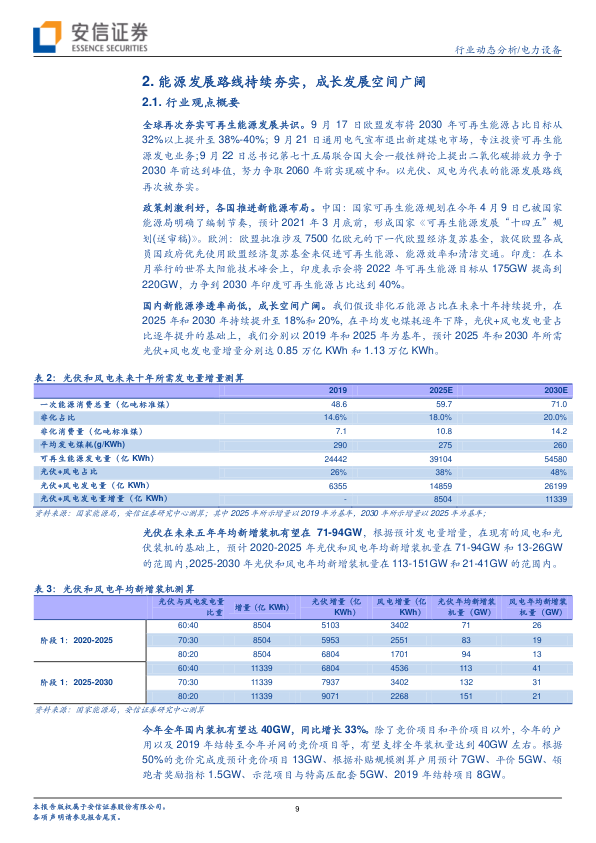 安信证券
ESSENCE SECURITIES
行业动态分析/电力设备
2. 能源发展路线持续夯实，成长发展空间广阔
2.1. 行业观点概要
全球再次夯实可再生能源发展共识。9 月 17 日欧盟发布将 2030 年可再生能源占比目标从
32%以上提升至 38%-40%；9 月 21 日通用电气宣布退出新建煤电市场，专注投资可再生能
源发电业务;9 月 22 日总书记第七十五届联合国大会一般性辩论上提出二氧化碳排放力争于
2030 年前达到峰值，努力争取 2060 年前实现碳中和。以光伏、风电为代表的能源发展路线
再次被夯实。
政策刺激利好，各国推进新能源布局。中国：国家可再生能源规划在今年 4 月 9 日已被国家
能源局明确了编制节奏，预计 2021 年 3 月底前，形成国家《可再生能源发展“十四五”规
划(送审稿)》。欧洲：欧盟批准涉及 7500 亿欧元的下一代欧盟经济复苏基金，敦促欧盟各成
员国政府优先使用欧盟经济复苏基金来促进可再生能源、能源效率和清洁交通。印度：在本
月举行的世界太阳能技术峰会上，印度表示会将 2022 年可再生能源目标从 175GW 提高到
220GW，力争到 2030 年印度可再生能源占比达到 40%。
国内新能源渗透率尚低，成长空间广阔。我们假设非化石能源占比在未来十年持续提升，在
2025 年和 2030 年持续提升至 18%和 20%，在平均发电煤耗逐年下降，光伏+风电发电量占
比逐年提升的基础上，我们分别以 2019 年和 2025 年为基年，预计 2025 年和 2030 年所需
光伏+风电发电量增量分别达 0.85 万亿 KWh 和 1.13 万亿 KWh。
表 2：光伏和风电未来十年所需发电量增量测算
2019 2025E 2030E
一次能源消费总量（亿吨标准煤） 48.6 59.7 71.0
非化占比 14.6% 18.0% 20.0%
非化消费量（亿吨标准煤） 7.1 10.8 14.2
平均发电煤耗(g/KWh) 290 275 260
可再生能源发电量（亿 KWh） 24442 39104 54580
光伏+风电占比 26% 38% 48%
光伏+风电发电量（亿 KWh） 6355 14859 26199
光伏+风电发电量增量（亿 KWh） - 8504 11339
资料来源：国家能源局，安信证券研究中心测算；其中 2025 年所示增量以 2019 年为基年，2030 年所示增量以 2025 年为基年；
光伏在未来五年年均新增装机有望在 71-94GW，根据预计发电量增量，在现有的风电和光
伏装机的基础上，预计 2020-2025 年光伏和风电年均新增装机量在 71-94GW 和 13-26GW
的范围内,2025-2030 年光伏和风电年均新增装机量在 113-151GW 和 21-41GW 的范围内。
表 3：光伏和风电年均新增装机测算
光伏与风电发电量 增量（亿 KWh） 光伏增量（亿 风电增量（亿 光伏年均新增装 风电年均新增装
比重 KWh） KWh） 机量（GW） 机量（GW）
60:40 8504 5103 3402 71 26
阶段 1：2020-2025 70:30 8504 5953 2551 83 19
80:20 8504 6804 1701 94 13
60:40 11339 6804 4536 113 41
阶段 1：2025-2030 70:30 11339 7937 3402 132 31
80:20 11339 9071 2268 151 21
资料来源：国家能源局，安信证券研究中心测算
今年全年国内装机有望达 40GW，同比增长 33%。除了竞价项目和平价项目以外，今年的户
用以及 2019 年结转至今年并网的竞价项目等，有望支撑全年装机量达到 40GW 左右。根据
50%的竞价完成度预计竞价项目 13GW、根据补贴规模测算户用预计 7GW、平价 5GW、领
跑者奖励指标 1.5GW、示范项目与特高压配套 5GW、2019 年结转项目 8GW。
本报告版权属于安信证券股份有限公司。
各项声明请参见报告尾页。
9